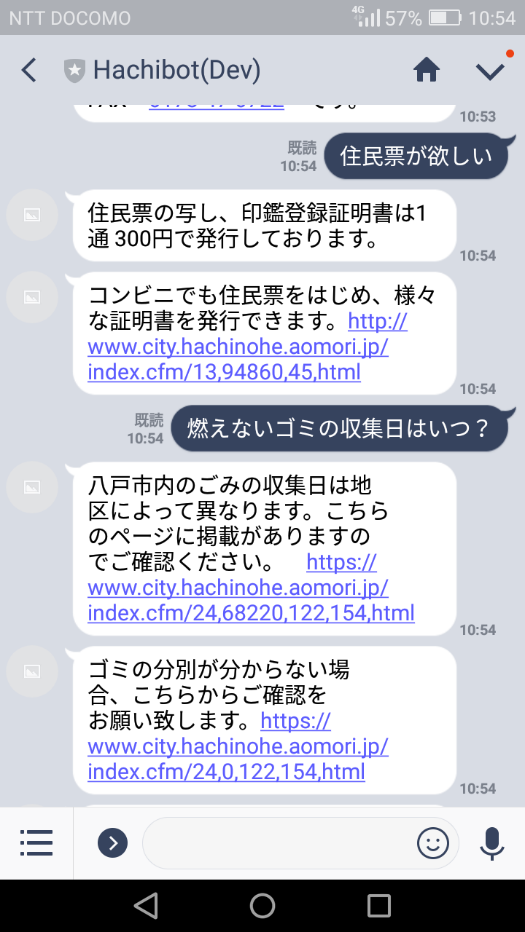 NTT DOCOMO 4G 57% 10:54
Hachibot(Dev)
です。
10:53
既読
10:54
住民票が欲しい
住民票の写し、印鑑登録証明書は1
通 300円で発行しております。
10:54
コンビニでも住民票をはじめ、様々
な証明書を発行できます。http://
www.city.hachinohe.aomori.jp/
index.cfm/13,94860,45,html
10:54
既読
10:54
燃えないゴミの収集日はいつ？
八戸市内のごみの収集日は地
区によって異なります。こちら
のページに掲載がありますの
でご確認ください。 https://
www.city.hachinohe.aomori.jp/
index.cfm/24,68220,122,154,html
10:54
ゴミの分別が分からない場
合、こちらからご確認を
お願い致します。https://
www.city.hachinohe.aomori.jp/
index.cfm/24,0,122,154,html
10:54